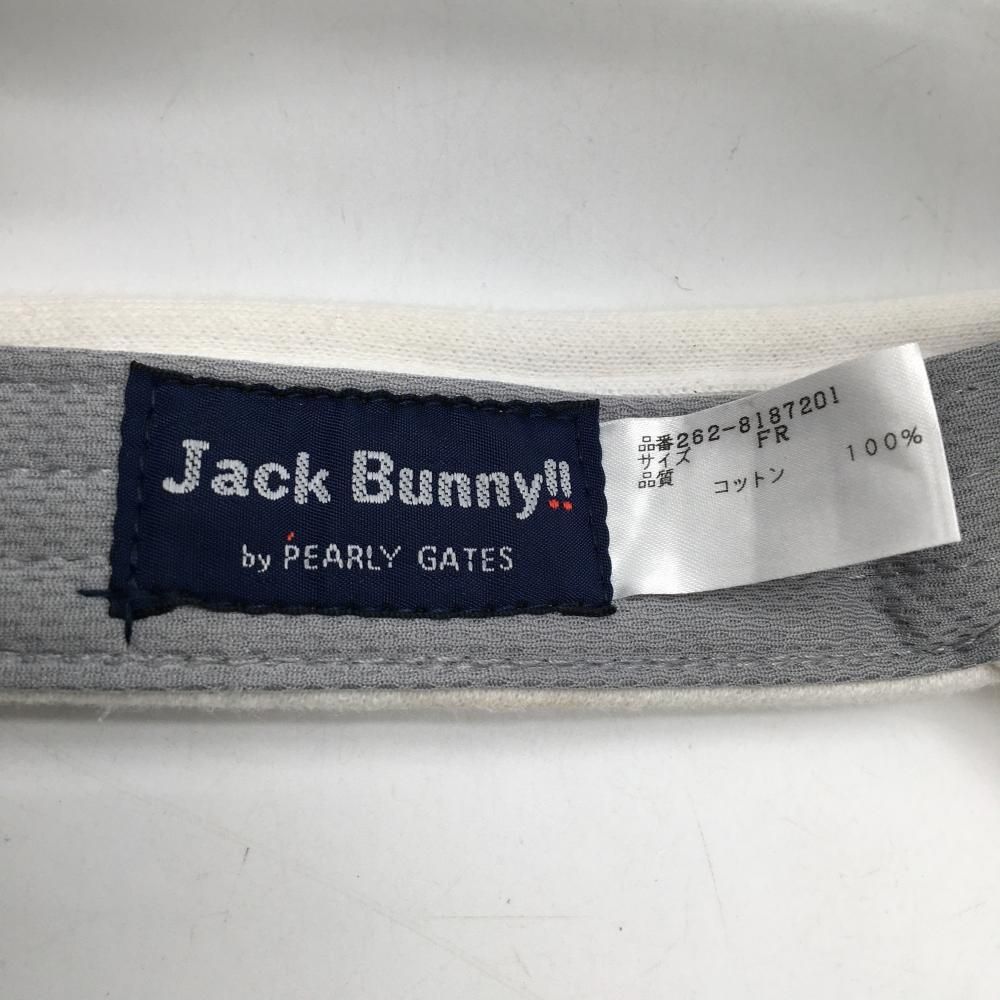 Jack Bunny!!
by PEARLY GATES
品番262-8187201
サイズ FR
品質 コットン 100%